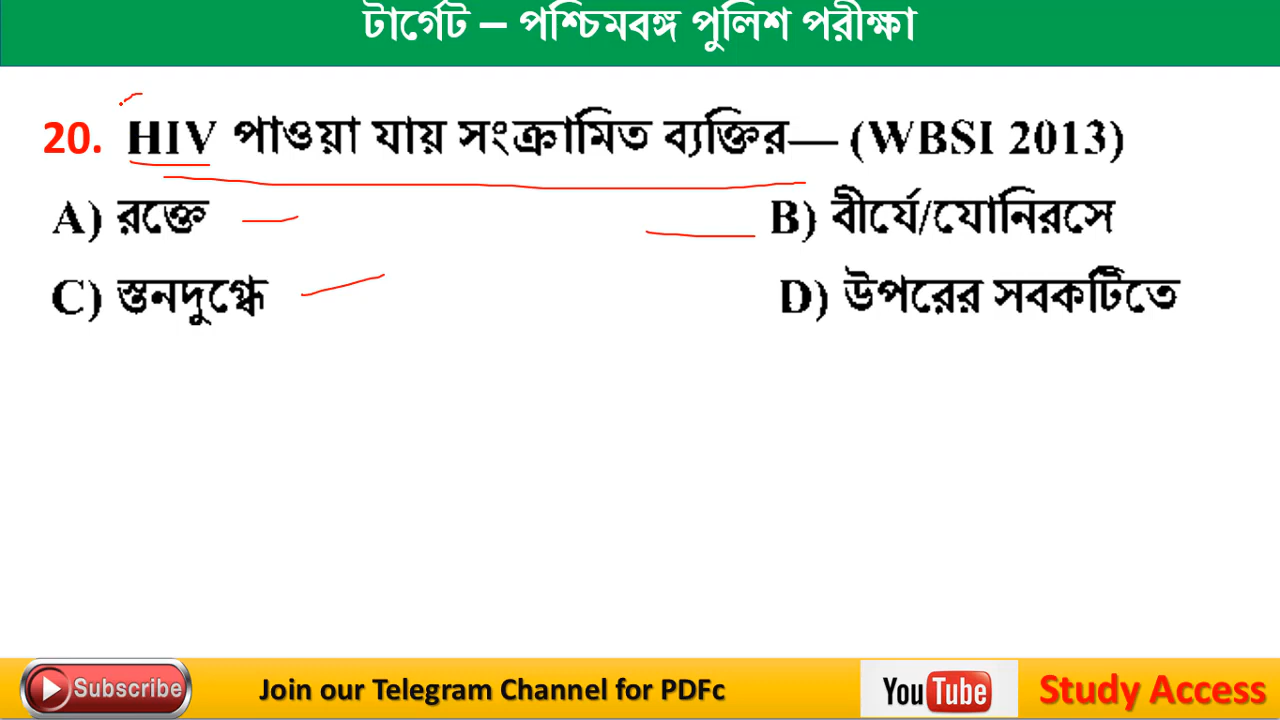 টার্গেট – পশ্চিমবঙ্গ পুলিশ পরীক্ষা
20. HIV পাওয়া যায় সংক্রামিত ব্যক্তির— (WBSI 2013)
A) রক্তে B) বীর্যে/যোনিরসে
C) স্তনদুগ্ধে D) উপরের সবকটিতে
Subscribe Join our Telegram Channel for PDFc YouTube Study Access